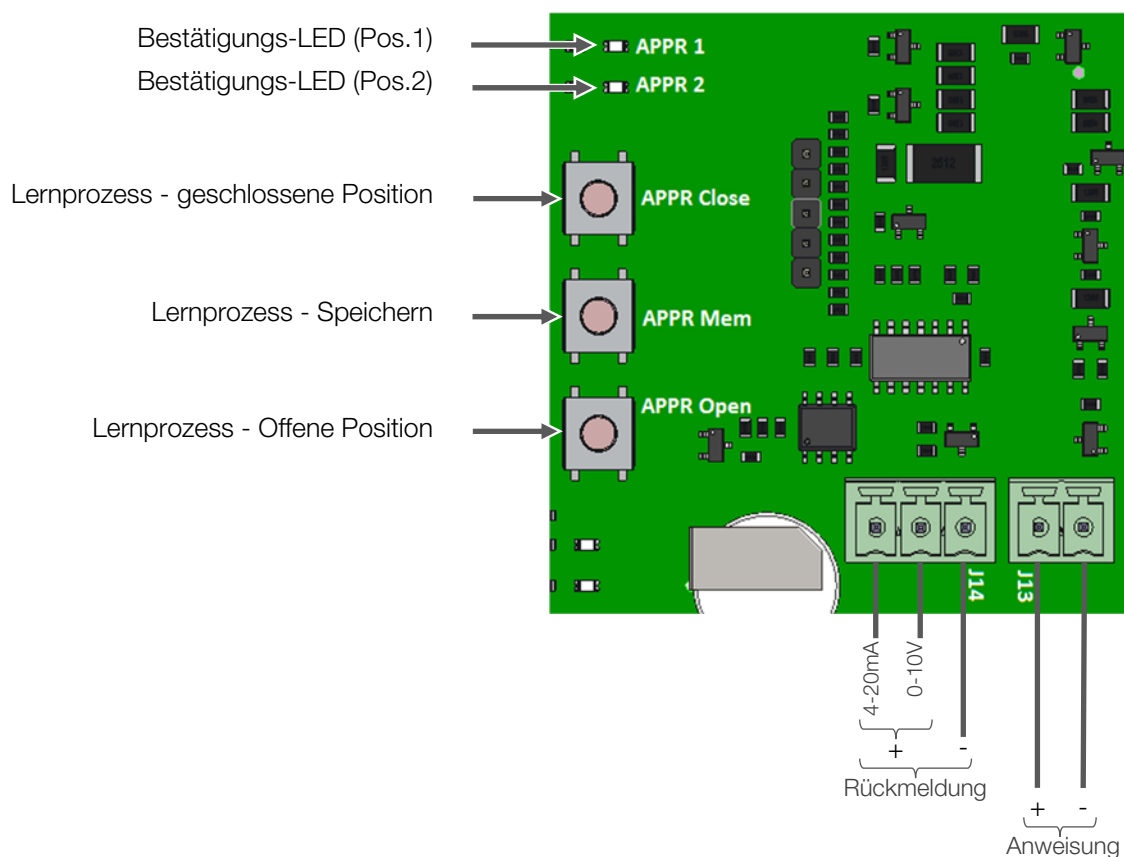 Bestätigungs-LED (Pos.1)
APPR 1
Bestätigungs-LED (Pos.2)
APPR 2
Lernprozess - geschlossene Position
APPR Close
Lernprozess - Speichern
APPR Mem
Lernprozess - Offene Position
APPR Open
2512
J14
J13
4-20mA
0-10V
+ -
Rückmeldung
+ -
Anweisung